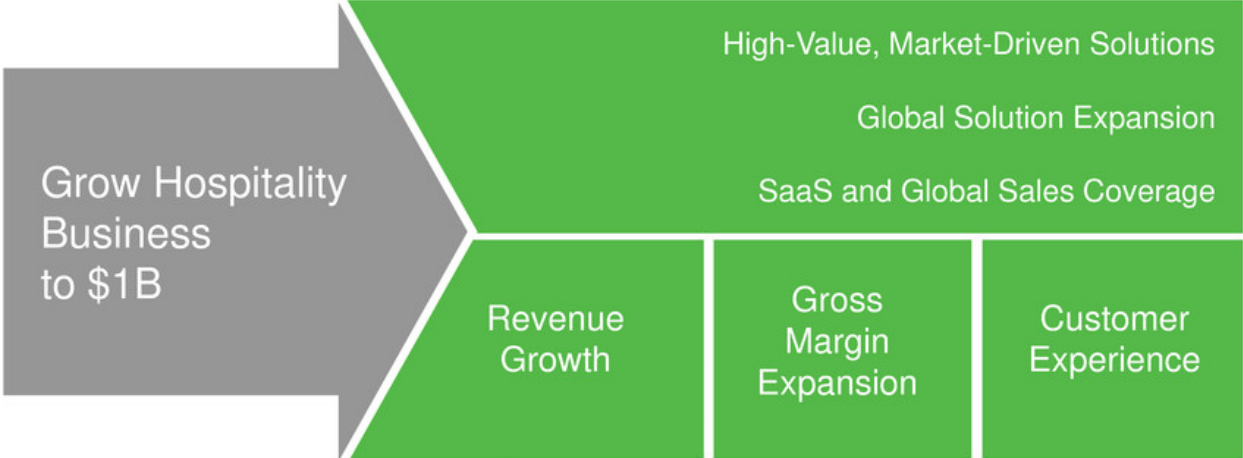 High-Value, Market-Driven Solutions
Global Solution Expansion
SaaS and Global Sales Coverage
Grow Hospitality
Business
to $1B
Revenue
Growth
Gross
Margin
Expansion
Customer
Experience